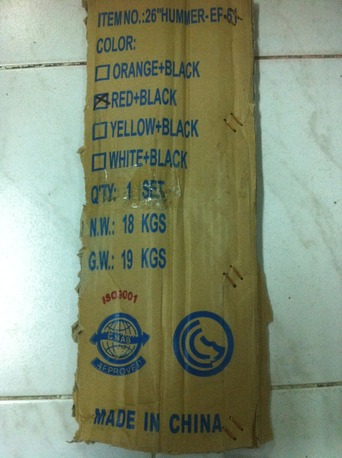 ITEM NO.:26"HUMMER-EF-51-
COLOR:
ORANGE+BLACK
RED+BLACK
YELLOW+BLACK
WHITE+BLACK
Q'TY: 1 SET
N.W.: 18 KGS
G.W.: 19 KGS
ISO9001
APPROVED
MADE IN CHINA